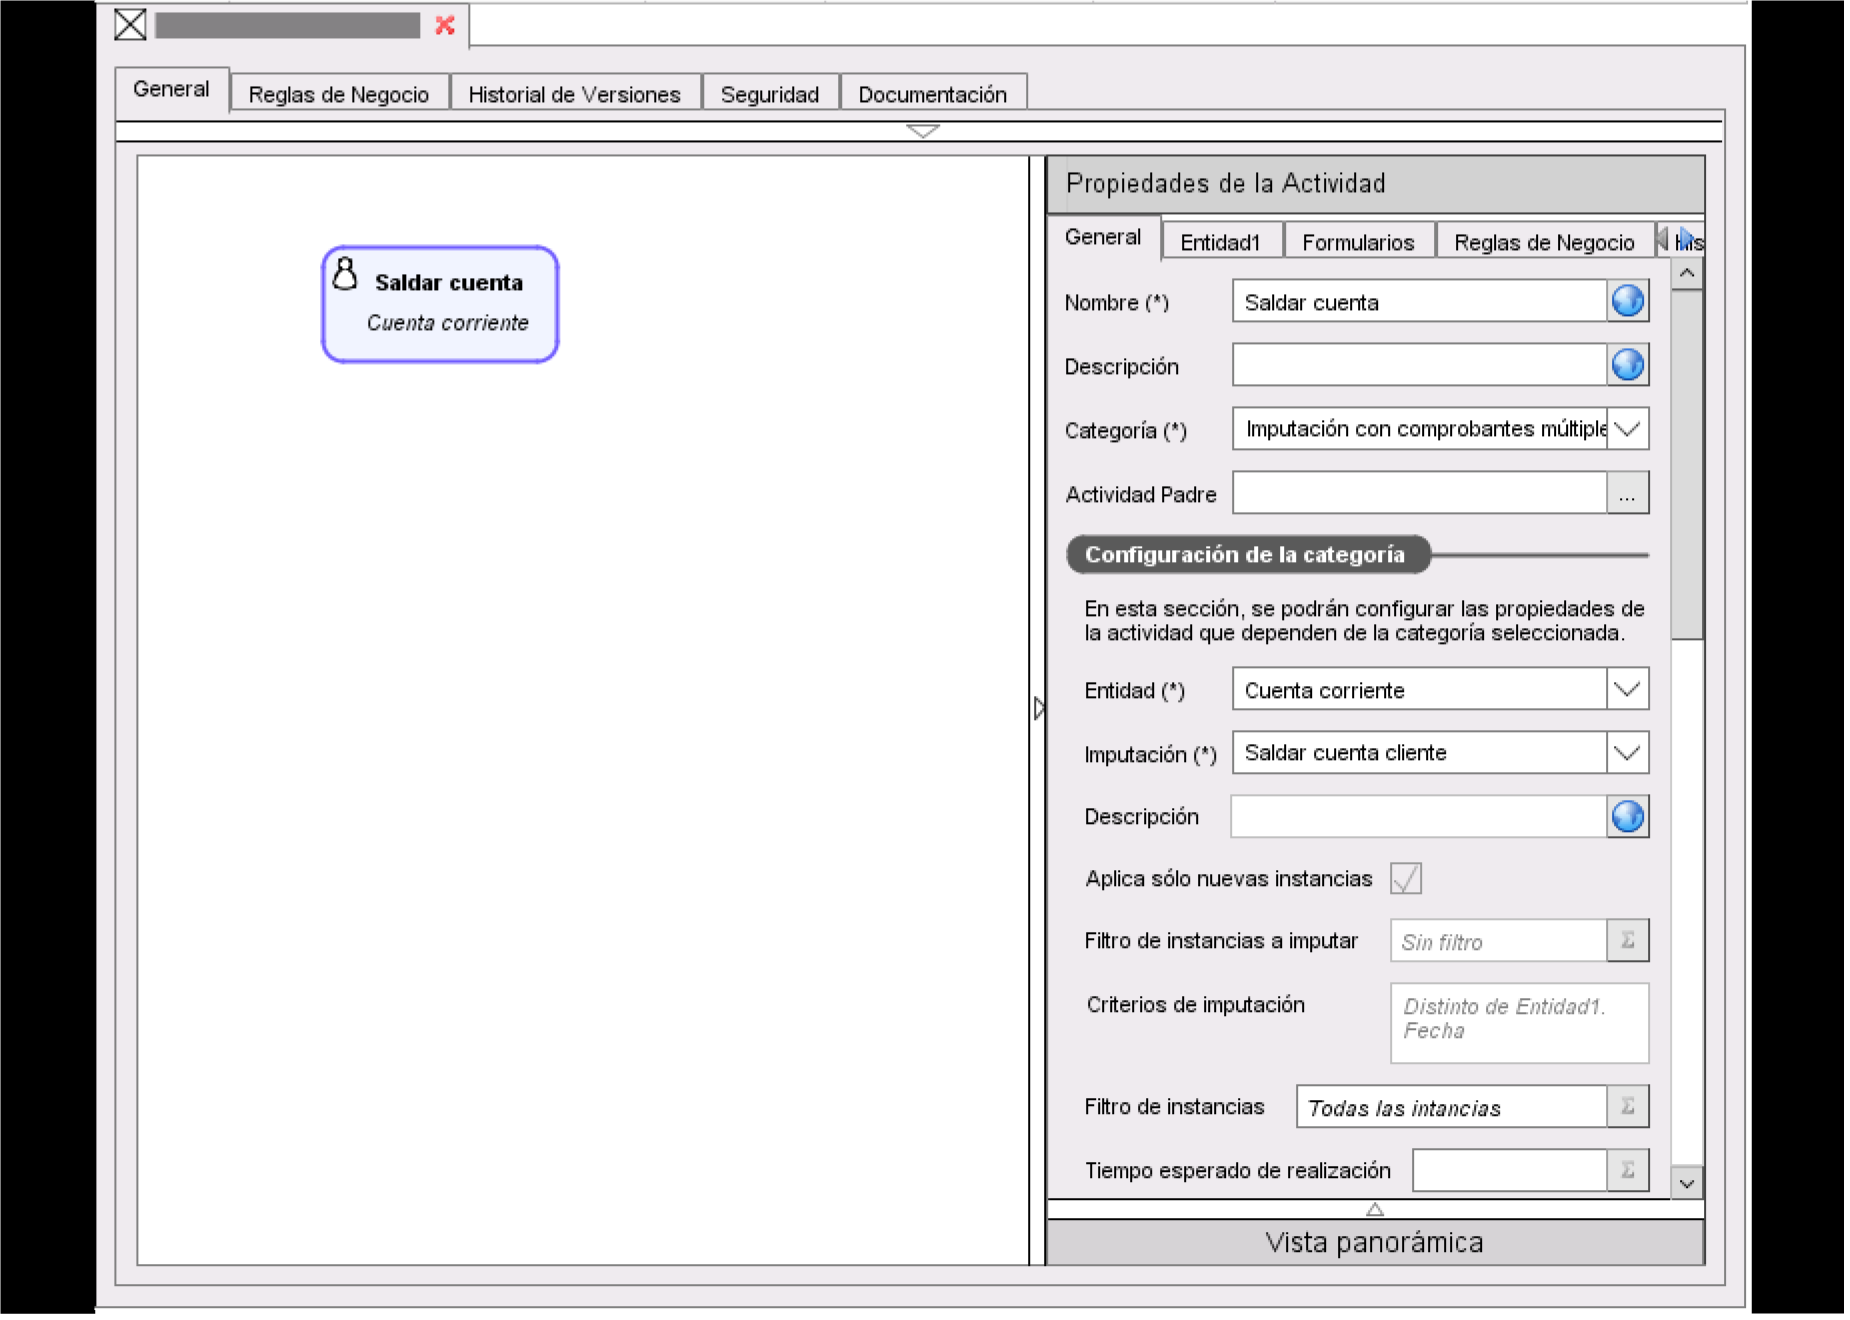 General
Reglas de Negocio
Historial de Versiones
Seguridad
Documentación
Saldar cuenta
Cuenta corriente
Propiedades de la Actividad
General
Entidad1
Formularios
Reglas de Negocio
Nombre (*)
Saldar cuenta
Descripción
Categoría (*)
Imputación con comprobantes múltiple
Actividad Padre
...
Configuración de la categoría
En esta sección, se podrán configurar las propiedades de
la actividad que dependen de la categoría seleccionada.
Entidad (*)
Cuenta corriente
Imputación (*)
Saldar cuenta cliente
Descripción
Aplica sólo nuevas instancias
Filtro de instancias a imputar
Sin filtro
Σ
Criterios de imputación
Distinto de Entidad1.
Fecha
Filtro de instancias
Todas las intancias
Σ
Tiempo esperado de realización
Σ
Vista panorámica